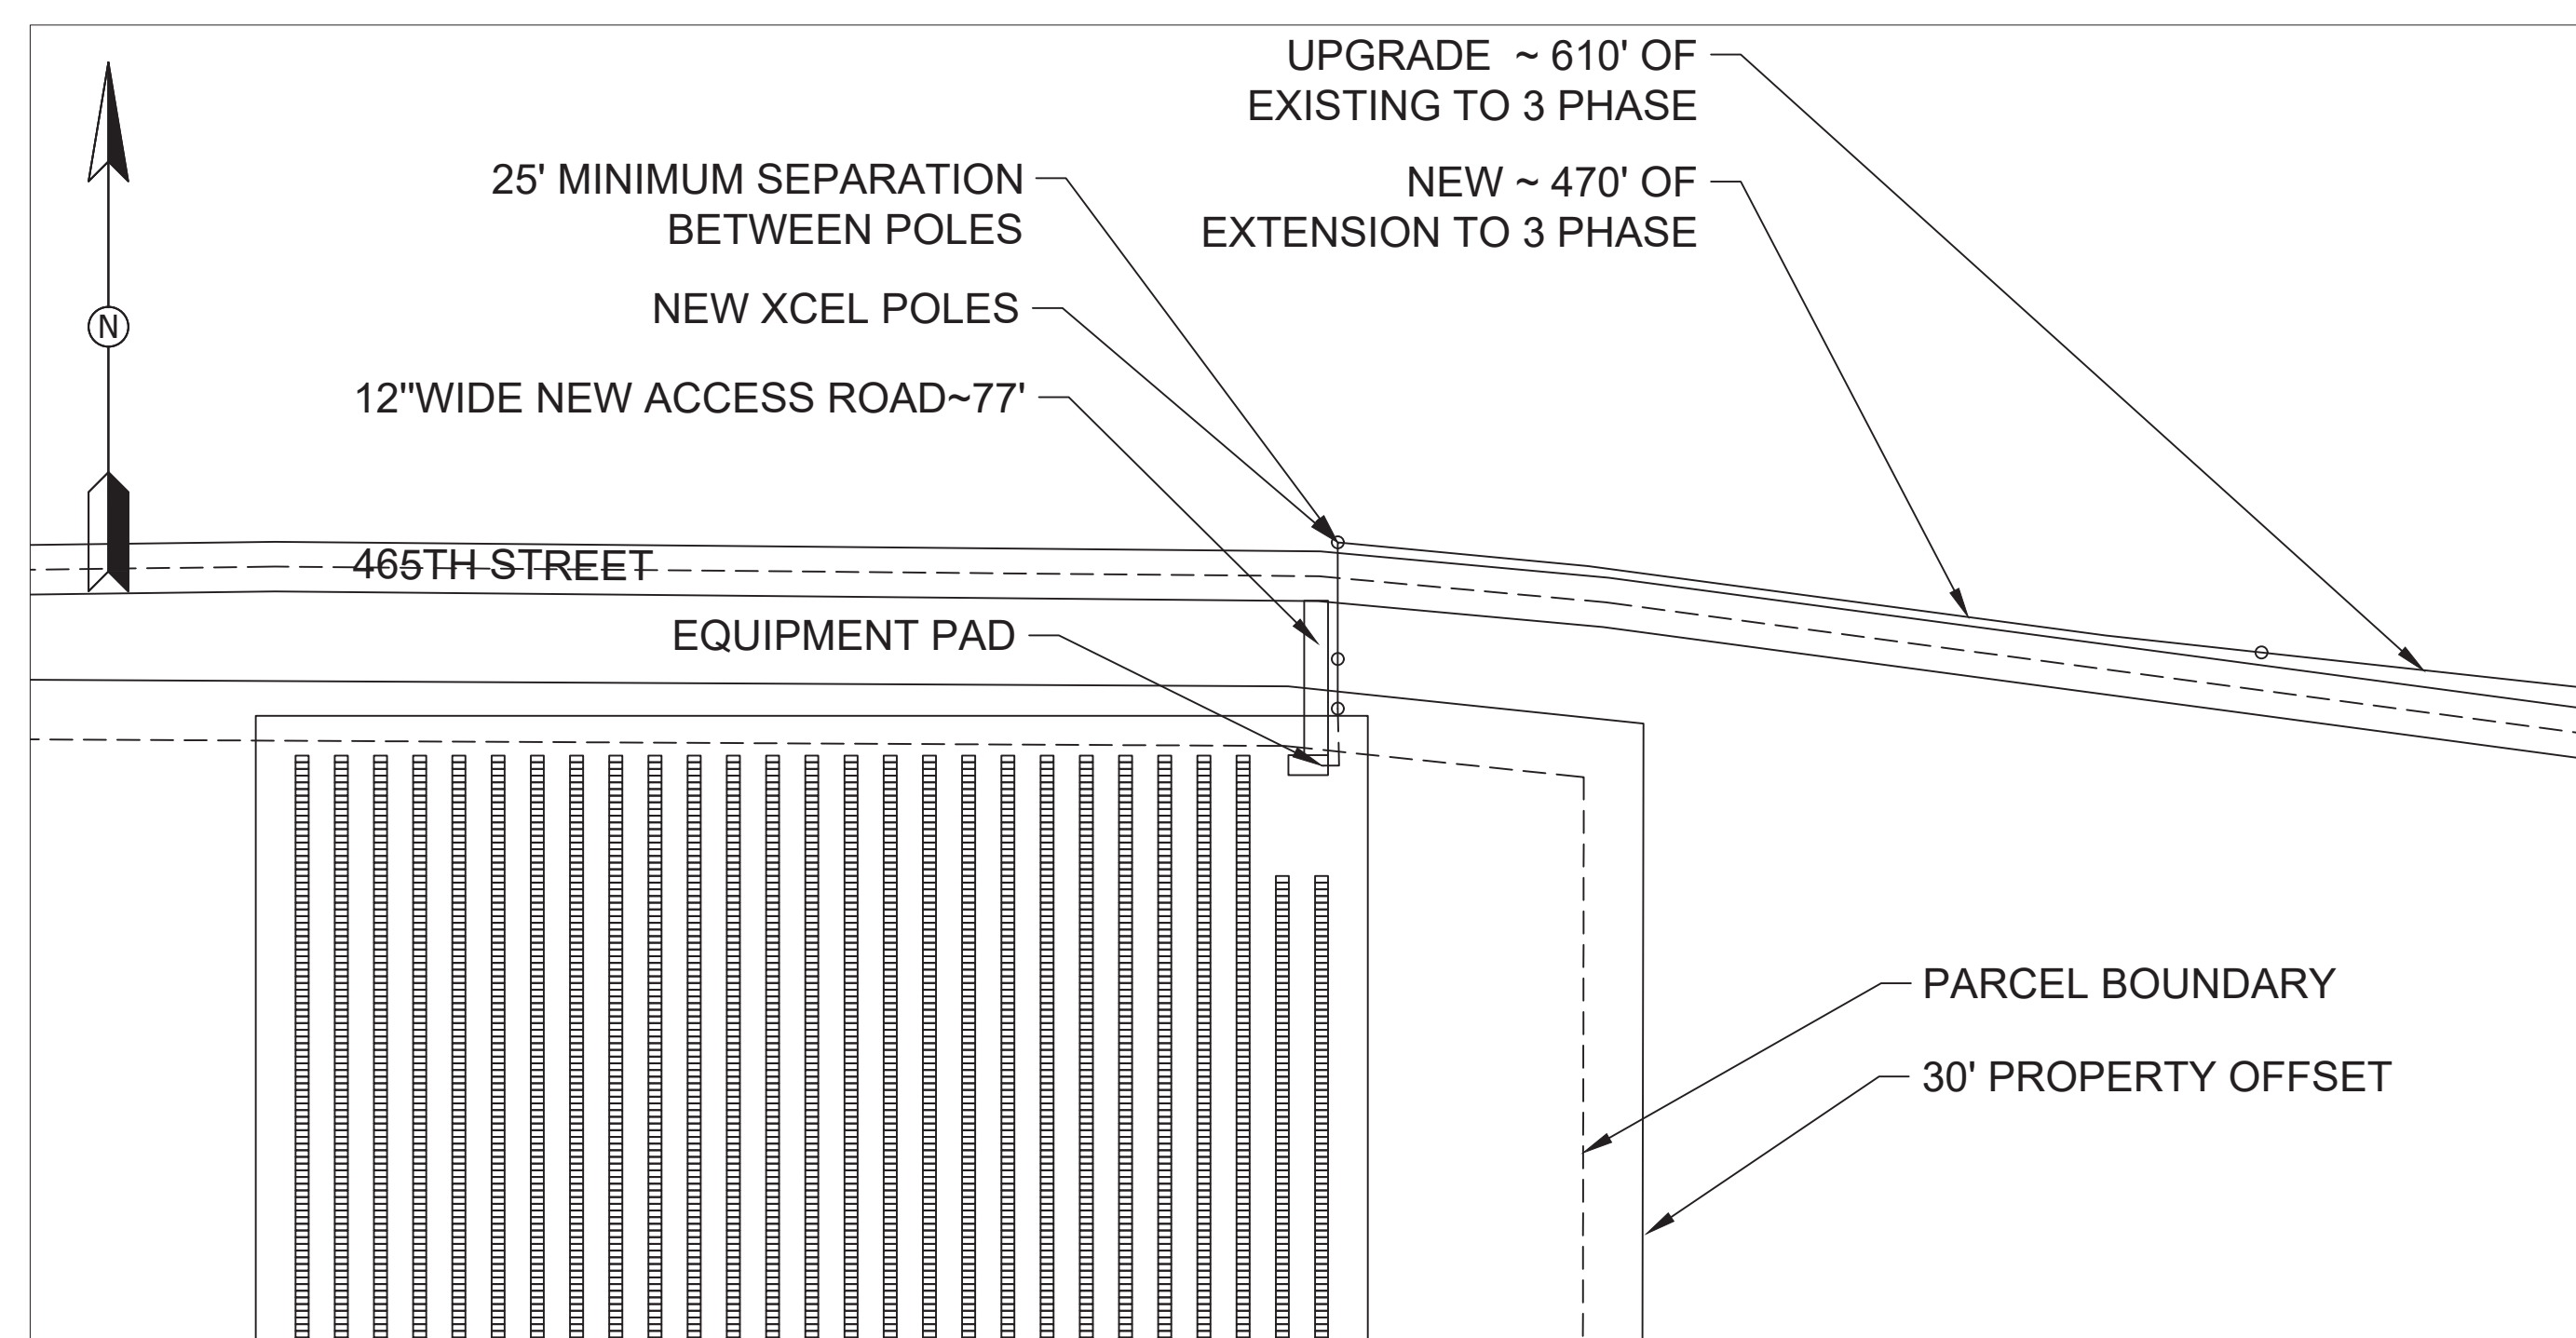 UPGRADE ~ 610' OF
EXISTING TO 3 PHASE
25' MINIMUM SEPARATION
BETWEEN POLES
NEW ~ 470' OF
EXTENSION TO 3 PHASE
NEW XCEL POLES
N
12"WIDE NEW ACCESS ROAD~77'
465TH STREET
EQUIPMENT PAD
PARCEL BOUNDARY
30' PROPERTY OFFSET